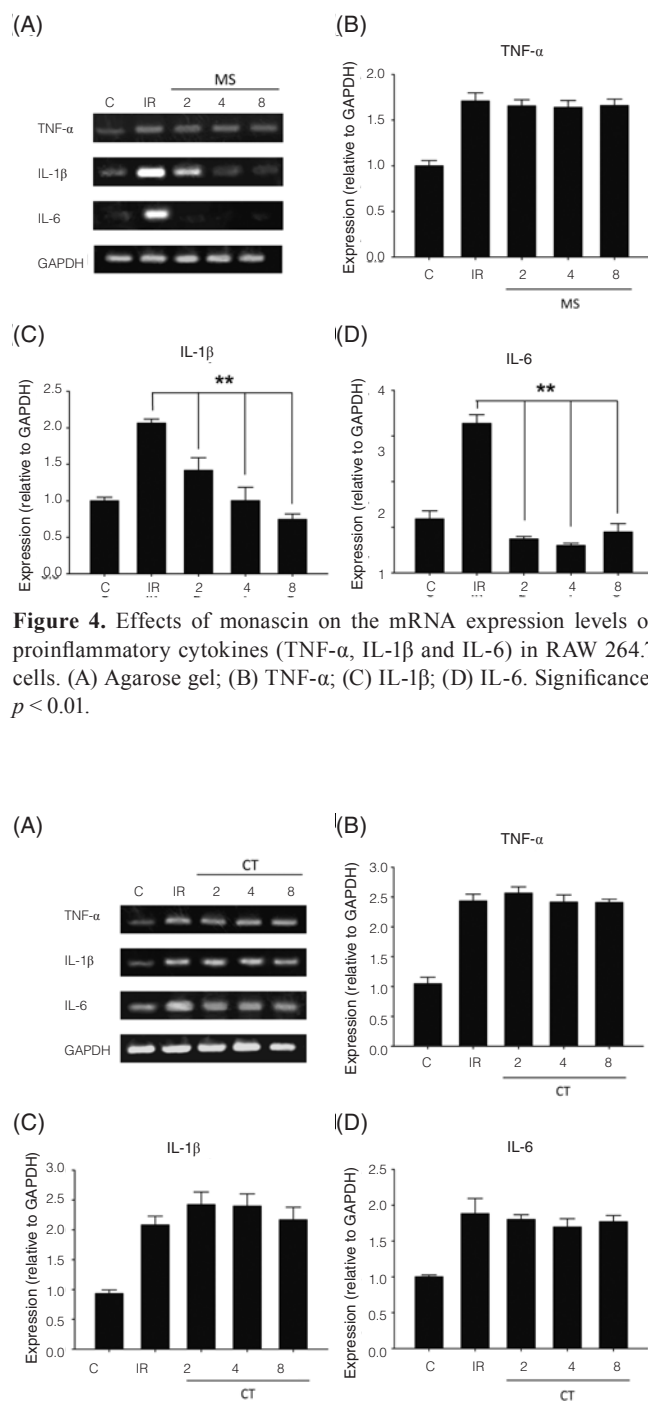 (A)
MS
C IR 2 4 8
TNF-α
IL-1β
IL-6
GAPDH
(B)
TNF-α
Expression (relative to GAPDH)
2.0
1.5
1.0
0.5
0.0
C IR 2 4 8
MS
(C)
IL-1β
Expression (relative to GAPDH)
2.5
2.0
1.5
1.0
0.5
0.0
**
C IR 2 4 8
(D)
IL-6
Expression (relative to GAPDH)
4
3
2
1
**
C IR 2 4 8
Figure 4. Effects of monascin on the mRNA expression levels o
proinflammatory cytokines (TNF-α, IL-1β and IL-6) in RAW 264.7
cells. (A) Agarose gel; (B) TNF-α; (C) IL-1β; (D) IL-6. Significance
p < 0.01.
(A)
CT
C IR 2 4 8
TNF-α
IL-1β
IL-6
GAPDH
(B)
TNF-α
Expression (relative to GAPDH)
3.0
2.5
2.0
1.5
1.0
0.5
0.0
C IR 2 4 8
CT
(C)
IL-1β
Expression (relative to GAPDH)
3.0
2.5
2.0
1.5
1.0
0.5
0.0
C IR 2 4 8
CT
(D)
IL-6
Expression (relative to GAPDH)
2.5
2.0
1.5
1.0
0.5
0.0
C IR 2 4 8
CT